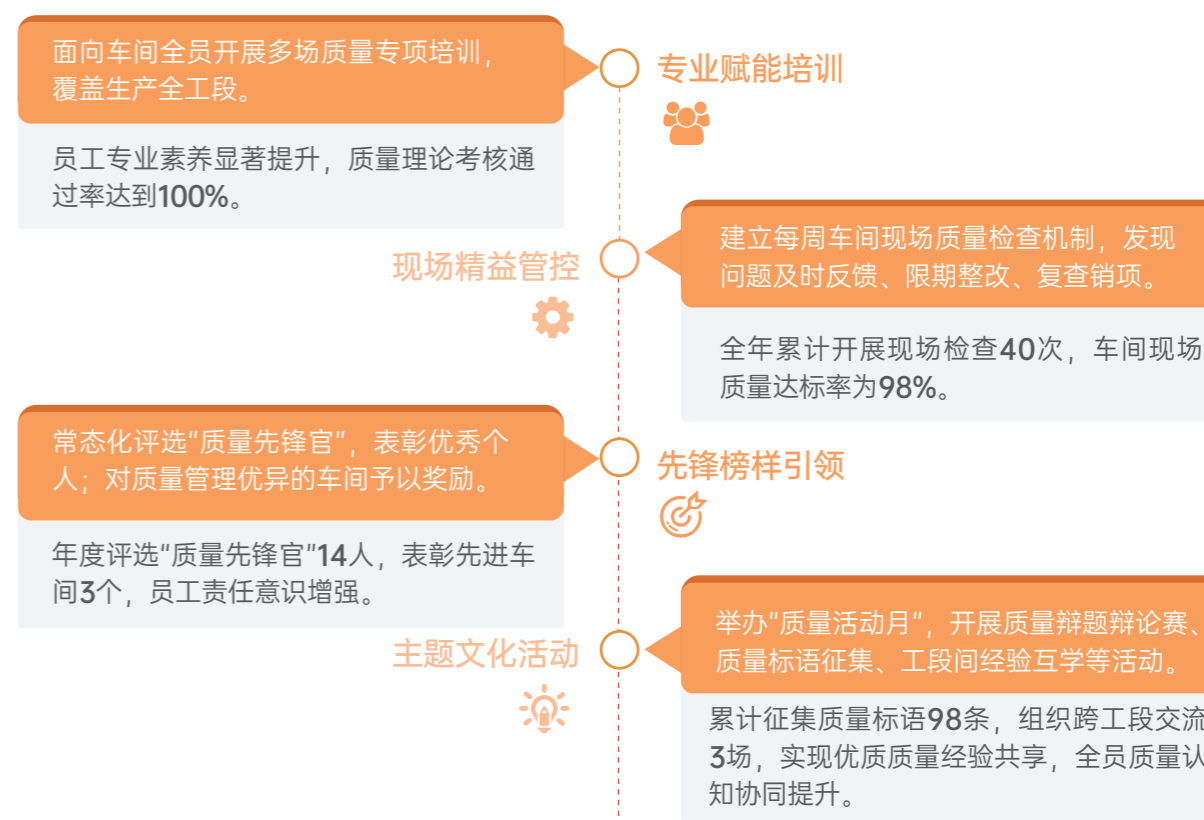 面向车间全员开展多场质量专项培训，
覆盖生产全工段。
专业赋能培训
员工专业素养显著提升，质量理论考核通
过率达到100%。
现场精益管控
建立每周车间现场质量检查机制，发现
问题及时反馈、限期整改、复查销项。
全年累计开展现场检查40次，车间现场
质量达标率为98%。
常态化评选“质量先锋官”，表彰优秀个
人；对质量管理优异的车间予以奖励。
先锋榜样引领
年度评选“质量先锋官”14人，表彰先进车
间3个，员工责任意识增强。
主题文化活动
举办“质量活动月”，开展质量辩题辩论赛、
质量标语征集、工段间经验互学等活动。
累计征集质量标语98条，组织跨工段交流
3场，实现优质质量经验共享，全员质量认
知协同提升。